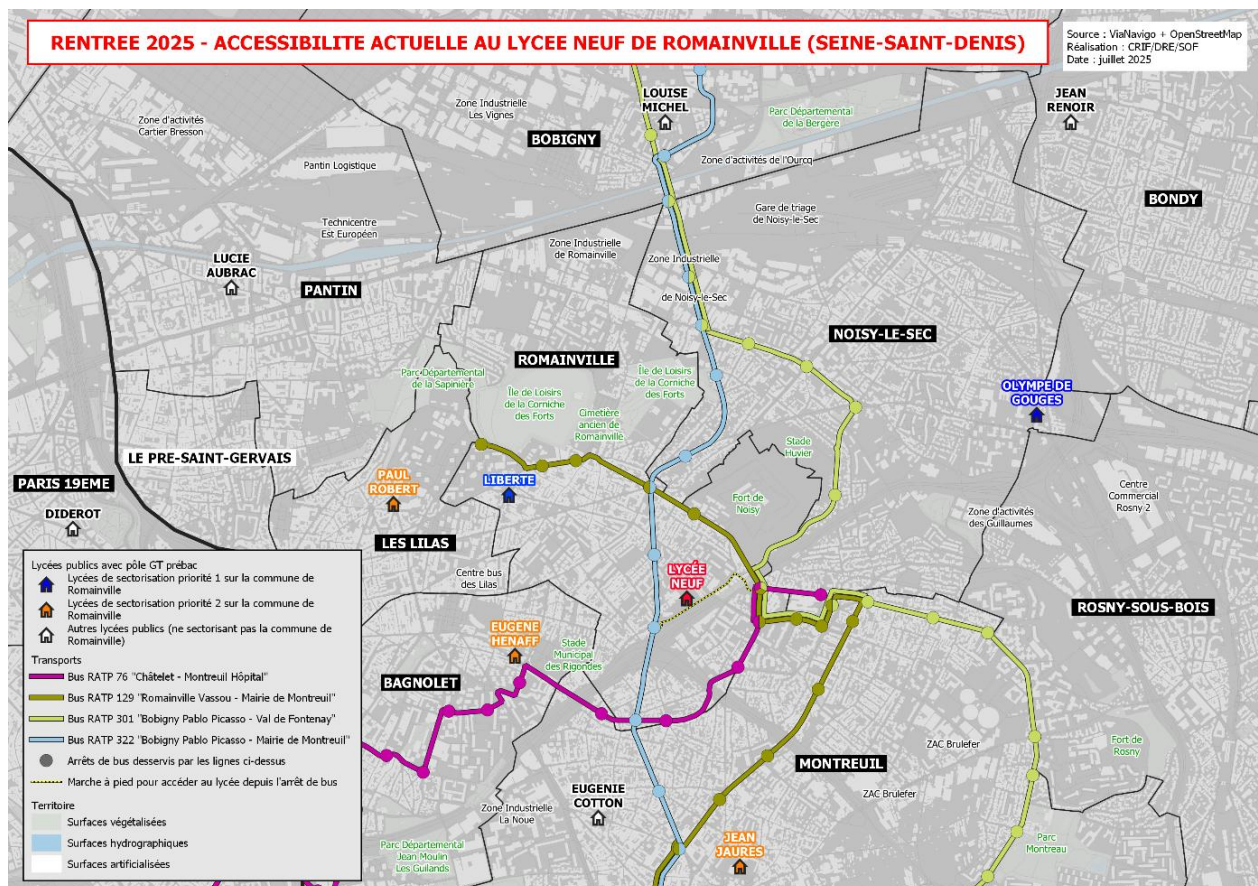 RENTREE 2025 - ACCESSIBILITE ACTUELLE AU LYCEE NEUF DE ROMAINVILLE (SEINE-SAINT-DENIS)
Source : ViaNavigo + OpenStreetMap
Réalisation : CRIF/DRE/SOF
Date : juillet 2025
Zone d'activités
Cartier Bresson
Zone Industrielle
Les Vignes
LOUISE
MICHEL
Parc Départemental
de la Bergère
JEAN
RENOIR
BOBIGNY
Pantin Logistique
Zone d'activités de l'Ourcq
BONDY
Technicentre
Est Européen
Gare de triage
de Noisy-le-Sec
Zone Industrielle
de Romainville
LUCIE
AUBRAC
Zone Industrielle
de Noisy-le-Sec
PANTIN
NOISY-LE-SEC
ROMAINVILLE
Parc Départemental
de la Sapinière
Île de Loisirs
de la Corniche
des Forts
Île de Loisirs
de la Corniche
des Forts
OLYMPE DE
GOUGES
Cimetière
ancien de
Romainville
Stade
Huvier
LE PRE-SAINT-GERVAIS
PARIS 19EME
PAUL
ROBERT
LIBERTE
Centre
Commercial
Rosny 2
DIDEROT
Fort de
Noisy
Zone d'activités
des Guillaumes
LES LILAS
Centre bus
des Lilas
LYCÉE
NEUF
ROSNY-SOUS-BOIS
EUGENE
HENAFF
Stade
Municipal
des Rigondes
BAGNOLET
ZAC Brulefer
Fort de
Rosny
MONTREUIL
EUGENIE
COTTON
ZAC Brulefer
Zone Industrielle
La Noue
JEAN
JAURES
Parc
Montreau
Parc Départemental
Jean Moulin
Les Guilands
Lycées publics avec pôle GT prébac
Lycées de sectorisation priorité 1 sur la commune de
Romainville
Lycées de sectorisation priorité 2 sur la commune de
Romainville
Autres lycées publics (ne sectorisant pas la commune de
Romainville)
Transports
Bus RATP 76 "Châtelet - Montreuil Hôpital"
Bus RATP 129 "Romainville Vassou - Mairie de Montreuil"
Bus RATP 301 "Bobigny Pablo Picasso - Val de Fontenay"
Bus RATP 322 "Bobigny Pablo Picasso - Mairie de Montreuil"
Arrêts de bus desservis par les lignes ci-dessus
Marche à pied pour accéder au lycée depuis l'arrêt de bus
Territoire
Surfaces végétalisées
Surfaces hydrographiques
Surfaces artificialisées